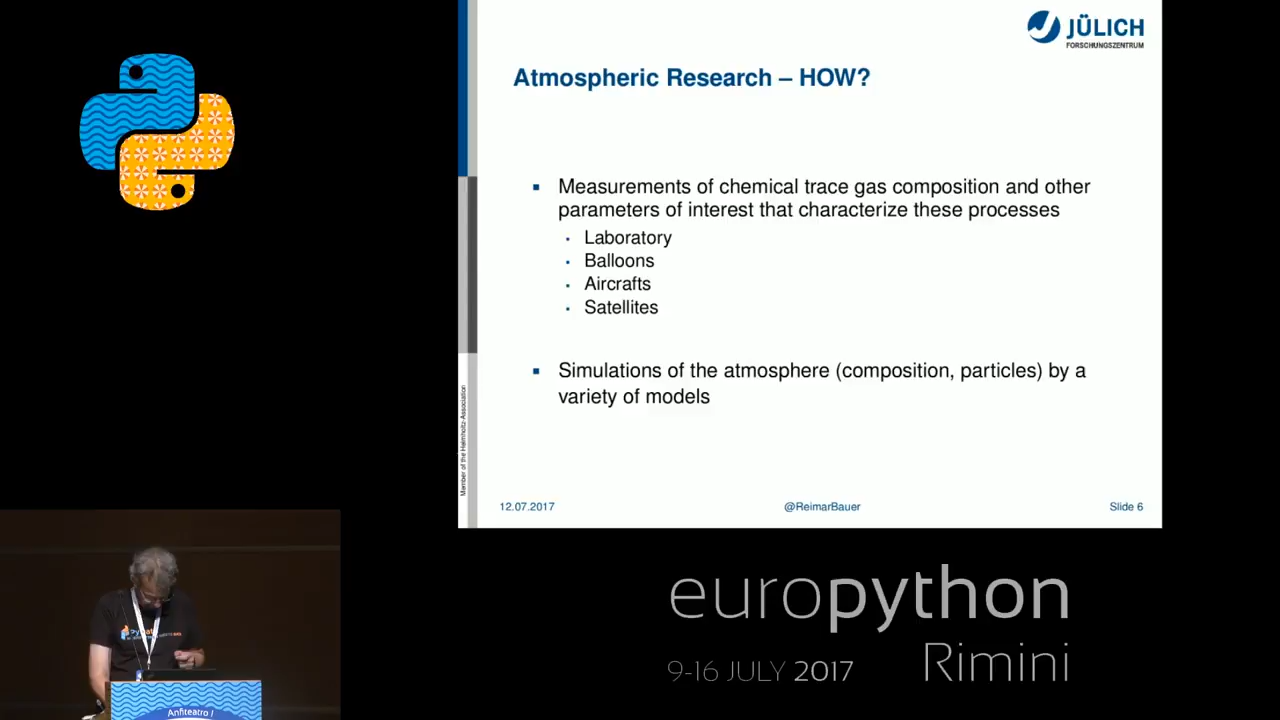 JÜLICH
FORSCHUNGSZENTRUM
Atmospheric Research – HOW?
Measurements of chemical trace gas composition and other
parameters of interest that characterize these processes
Laboratory
Balloons
Aircrafts
Satellites
Simulations of the atmosphere (composition, particles) by a
variety of models
Member of the Helmholtz-Association
12.07.2017
@ReimarBauer
Slide 6
Anfiteatro I
europython
Rimini
9-16 JULY 2017